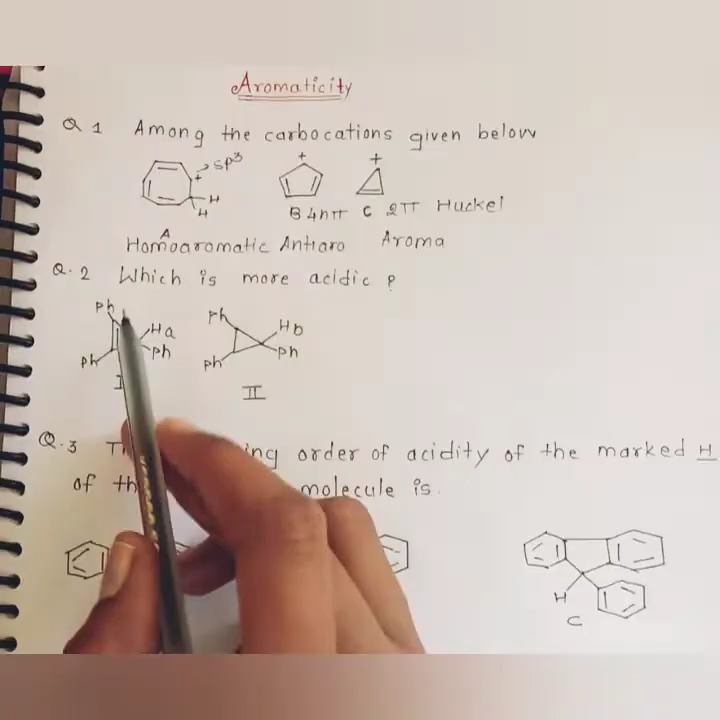 Aromaticity
Q 1 Among the carbocations given below
+ sp3 + +
H
H
B 4nπ C 2π Huckel
A
Homoaromatic Antiaro Aroma
Q.2 Which is more acidic ?
Ph Ha Ph Hb
Ph Ph Ph Ph
I II
Q.3 ing order of acidity of the marked H
of th molecule is.
H
C